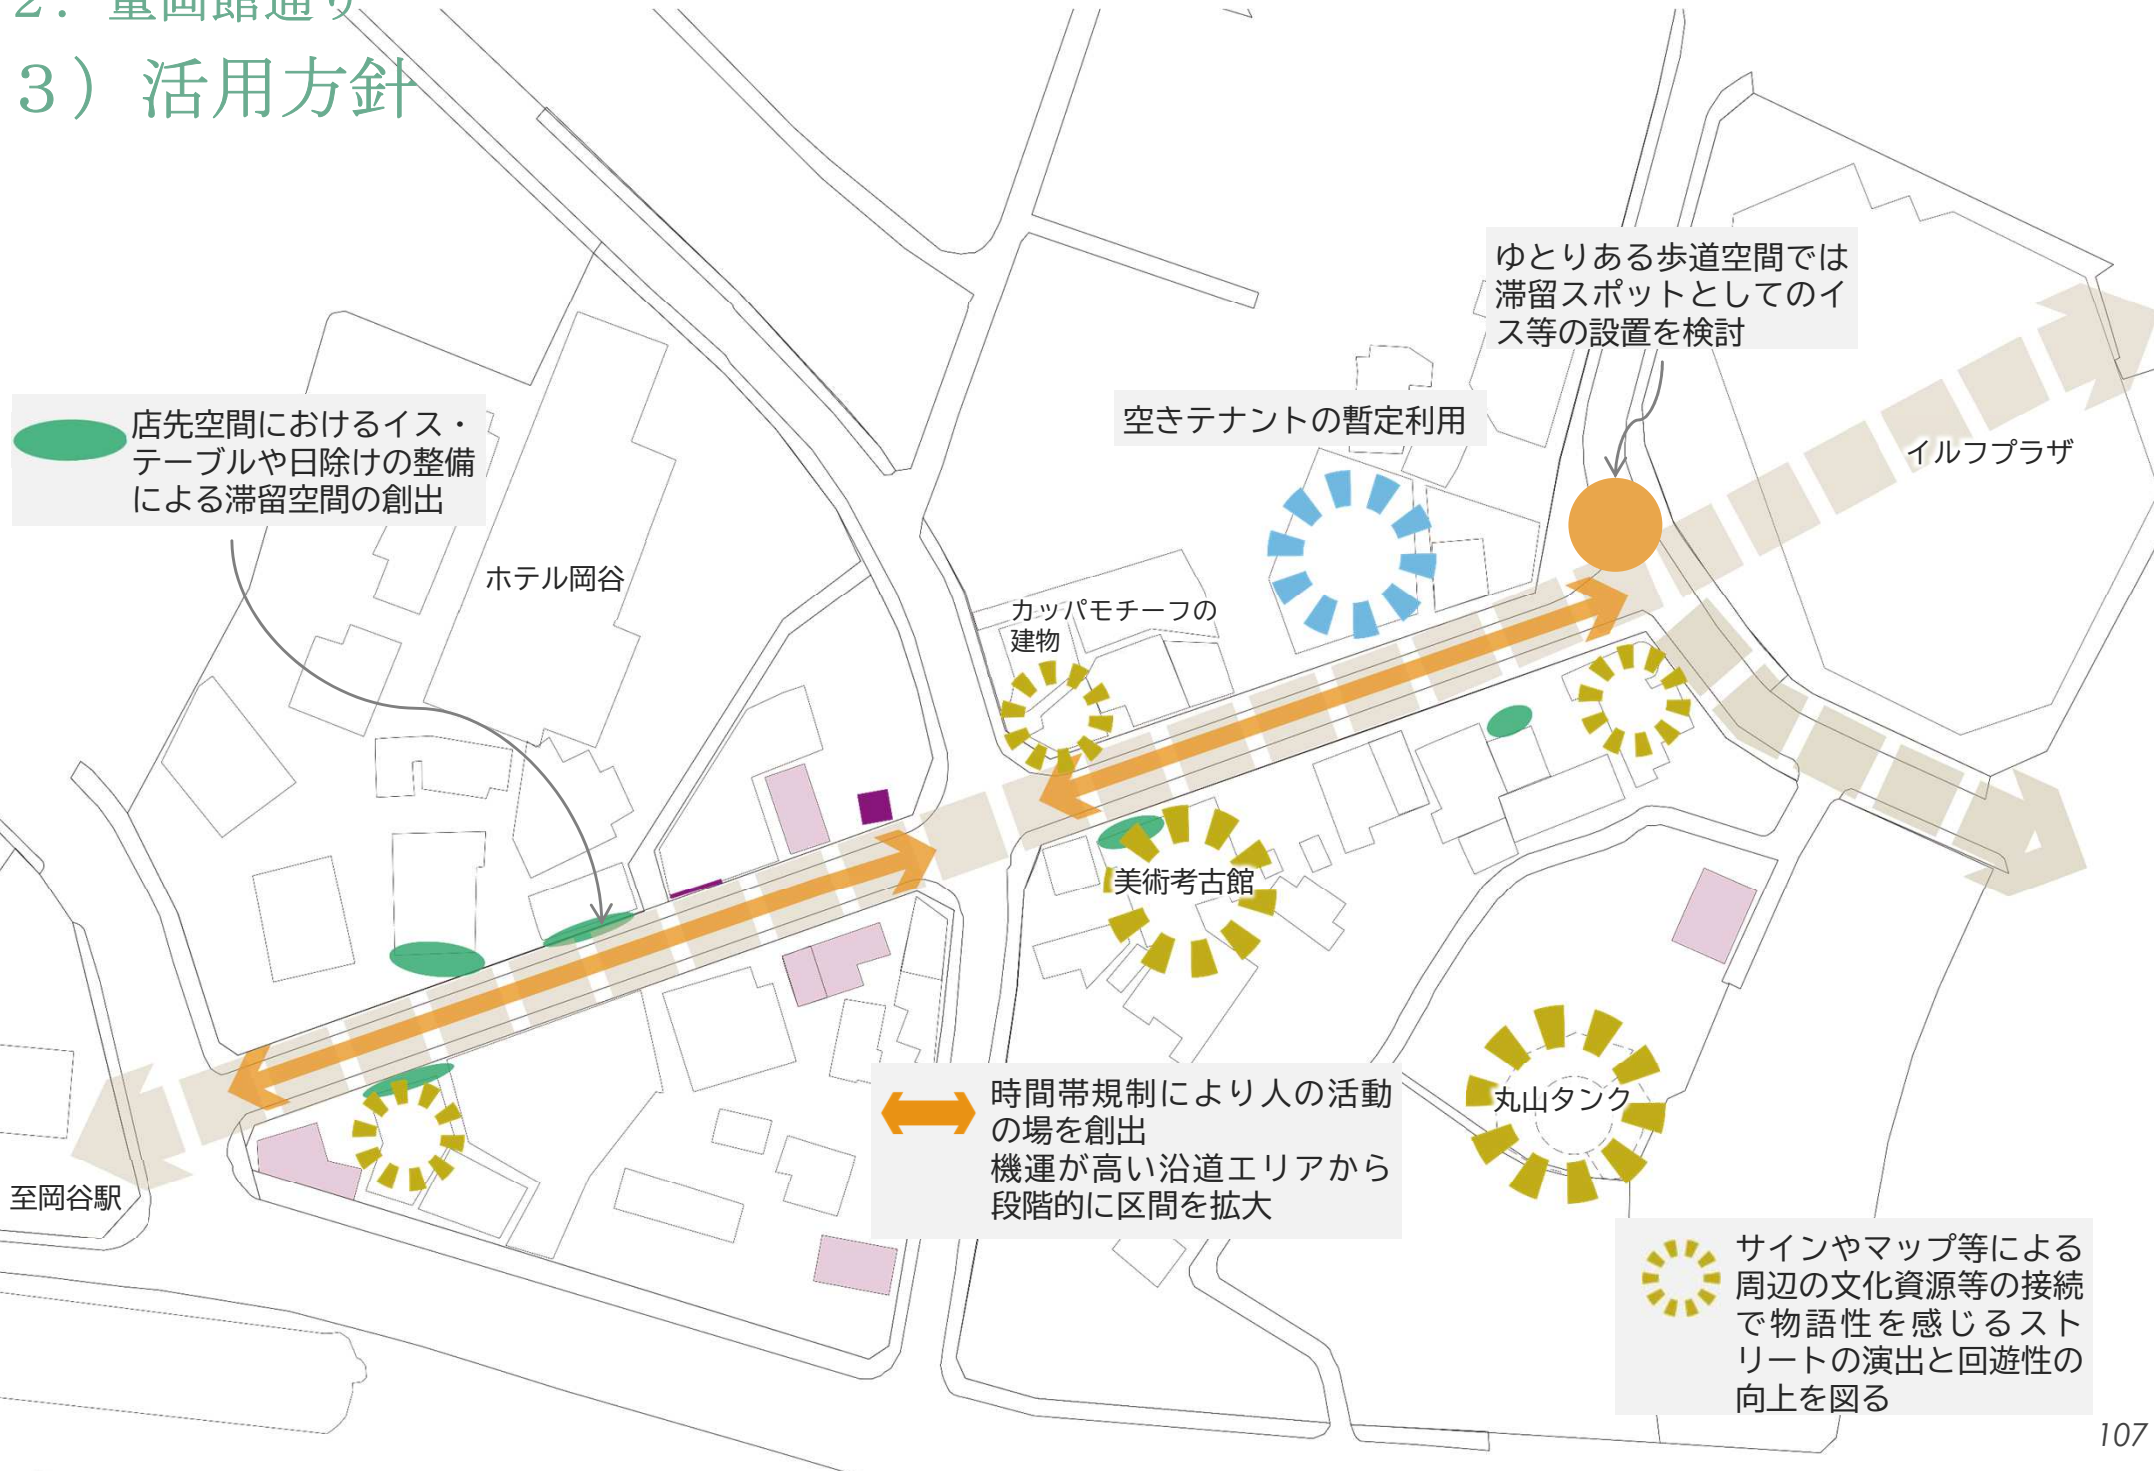 ２．童画館通り
３）活用方針
ゆとりある歩道空間では
滞留スポットとしてのイ
ス等の設置を検討
空きテナントの暫定利用
店先空間におけるイス・
テーブルや日除けの整備
による滞留空間の創出
イルフプラザ
ホテル岡谷
カッパモチーフの
建物
美術考古館
時間帯規制により人の活動
の場を創出
機運が高い沿道エリアから
段階的に区間を拡大
丸山タンク
至岡谷駅
サインやマップ等による
周辺の文化資源等の接続
で物語性を感じるスト
リートの演出と回遊性の
向上を図る
107